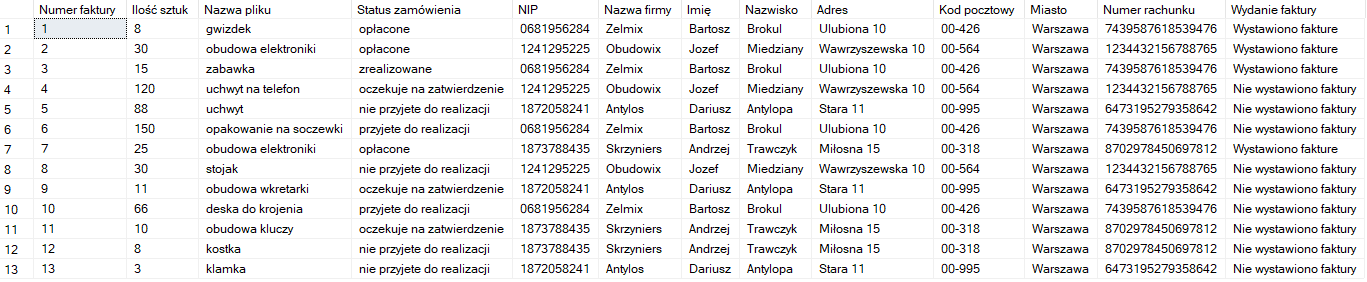 Numer faktury Ilość sztuk Nazwa pliku Status zamówienia NIP Nazwa firmy Imię Nazwisko Adres Kod pocztowy Miasto Numer rachunku Wydanie faktury
1 1 8 gwizdek opłacone 0681956284 Zelmix Bartosz Brokul Ulubiona 10 00-426 Warszawa 7439587618539476 Wystawiono fakture
2 2 30 obudowa elektroniki opłacone 1241295225 Obudowix Jozef Miedziany Wawrzyszewska 10 00-564 Warszawa 1234432156788765 Wystawiono fakture
3 3 15 zabawka zrealizowane 0681956284 Zelmix Bartosz Brokul Ulubiona 10 00-426 Warszawa 7439587618539476 Wystawiono fakture
4 4 120 uchwyt na telefon oczekuje na zatwierdzenie 1241295225 Obudowix Jozef Miedziany Wawrzyszewska 10 00-564 Warszawa 1234432156788765 Nie wystawiono faktury
5 5 88 uchwyt nie przyjete do realizacji 1872058241 Antylos Dariusz Antylopa Stara 11 00-995 Warszawa 6473195279358642 Nie wystawiono faktury
6 6 150 opakowanie na soczewki przyjete do realizacji 0681956284 Zelmix Bartosz Brokul Ulubiona 10 00-426 Warszawa 7439587618539476 Nie wystawiono faktury
7 7 25 obudowa elektroniki opłacone 1873788435 Skrzyniers Andrzej Trawczyk Miłosna 15 00-318 Warszawa 8702978450697812 Wystawiono fakture
8 8 30 stojak nie przyjete do realizacji 1241295225 Obudowix Jozef Miedziany Wawrzyszewska 10 00-564 Warszawa 1234432156788765 Nie wystawiono faktury
9 9 11 obudowa wkretarki oczekuje na zatwierdzenie 1872058241 Antylos Dariusz Antylopa Stara 11 00-995 Warszawa 6473195279358642 Nie wystawiono faktury
10 10 66 deska do krojenia przyjete do realizacji 0681956284 Zelmix Bartosz Brokul Ulubiona 10 00-426 Warszawa 7439587618539476 Nie wystawiono faktury
11 11 10 obudowa kluczy oczekuje na zatwierdzenie 1873788435 Skrzyniers Andrzej Trawczyk Miłosna 15 00-318 Warszawa 8702978450697812 Nie wystawiono faktury
12 12 8 kostka nie przyjete do realizacji 1873788435 Skrzyniers Andrzej Trawczyk Miłosna 15 00-318 Warszawa 8702978450697812 Nie wystawiono faktury
13 13 3 klamka nie przyjete do realizacji 1872058241 Antylos Dariusz Antylopa Stara 11 00-995 Warszawa 6473195279358642 Nie wystawiono faktury